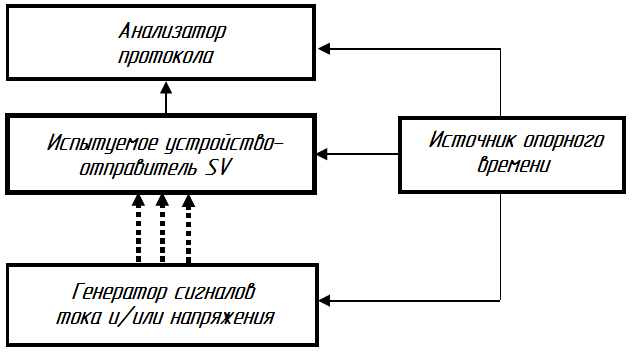 Анализатор
протокола
Испытуемое устройство-
отправитель SV
Источник опорного
времени
Генератор сигналов
тока и/или напряжения